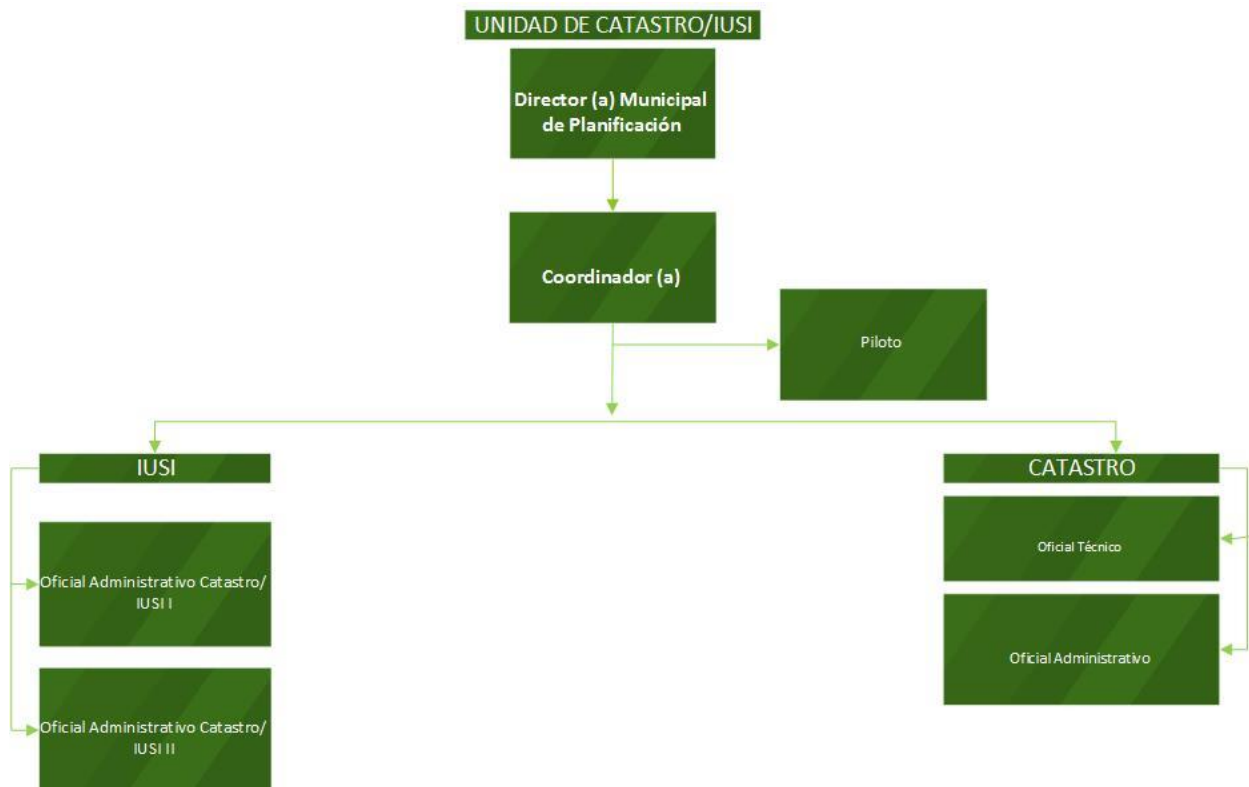 UNIDAD DE CATASTRO/IUSI
Director (a) Municipal
de Planificación
Coordinador (a)
Piloto
IUSI
Oficial Administrativo Catastro/
IUSI I
Oficial Administrativo Catastro/
IUSI II
CATASTRO
Oficial Técnico
Oficial Administrativo